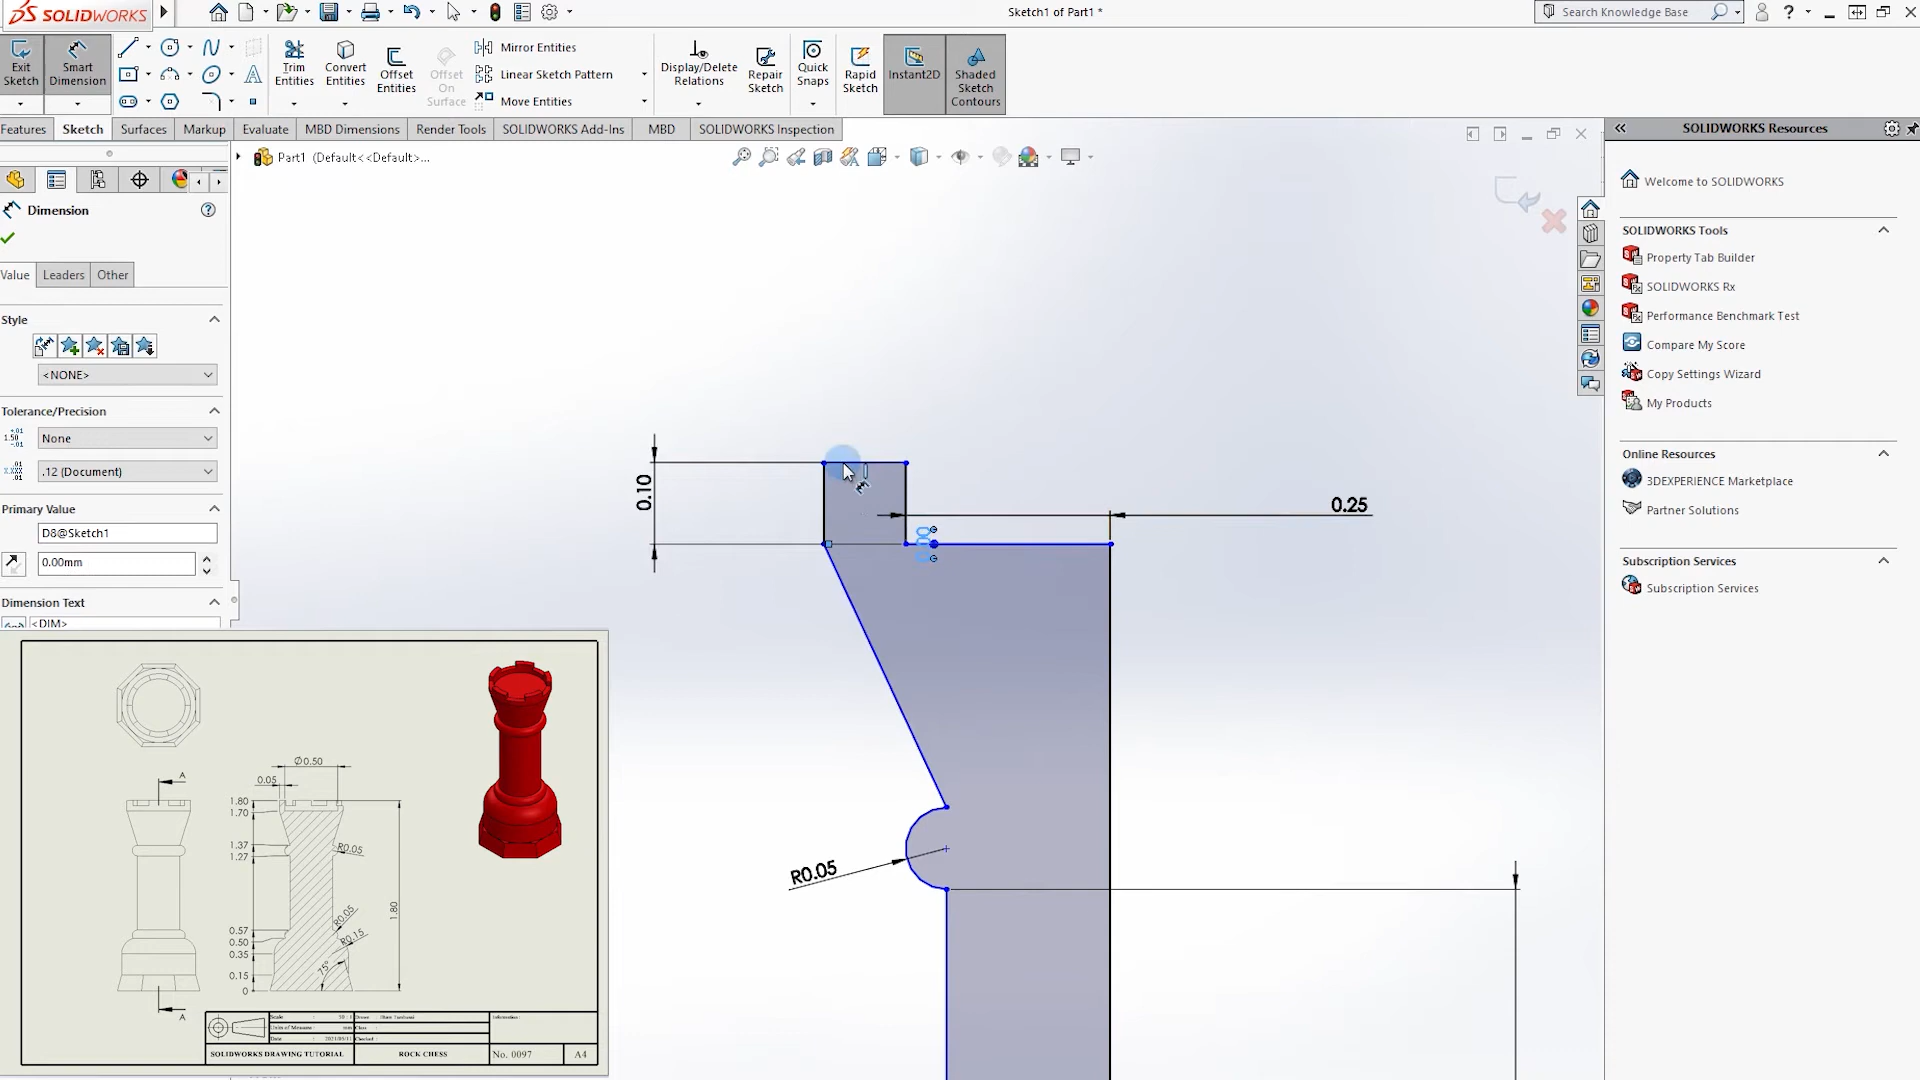 SOLIDWORKS
Sketch1 of Part1 *
Search Knowledge Base
Exit Sketch
Smart Dimension
Trim Entities
Convert Entities
Offset Entities
Offset On Surface
Mirror Entities
Linear Sketch Pattern
Move Entities
Display/Delete Relations
Repair Sketch
Quick Snaps
Rapid Sketch
Instant2D
Shaded Sketch Contours
Features
Sketch
Surfaces
Markup
Evaluate
MBD Dimensions
Render Tools
SOLIDWORKS Add-Ins
MBD
SOLIDWORKS Inspection
Part1 (Default<<Default>...
Dimension
Value
Leaders
Other
Style
<NONE>
Tolerance/Precision
None
.12 (Document)
Primary Value
D8@Sketch1
0.00mm
Dimension Text
<DIM>
0.10
0.25
0.00
R0.05
SOLIDWORKS Resources
Welcome to SOLIDWORKS
SOLIDWORKS Tools
Property Tab Builder
SOLIDWORKS Rx
Performance Benchmark Test
Compare My Score
Copy Settings Wizard
My Products
Online Resources
3DEXPERIENCE Marketplace
Partner Solutions
Subscription Services
Subscription Services
A
A
Ø0.50
0.05
1.80
1.70
1.37
1.27
0.57
0.50
0.35
0.15
0
R0.05
R0.05
R0.15
75°
1.80
SOLIDWORKS DRAWING TUTORIAL
ROCK CHESS
No. 0097
A4